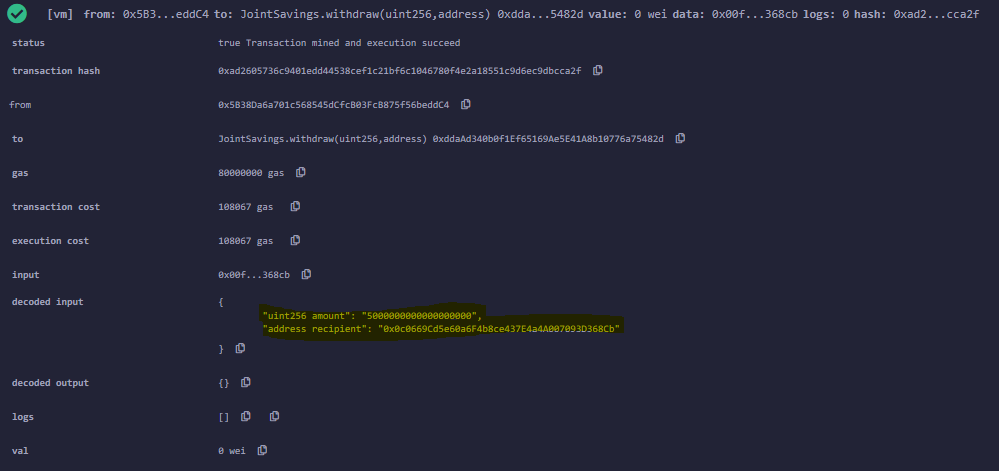 [vm] from: 0x5B3...eddC4 to: JointSavings.withdraw(uint256,address) 0xdda...5482d value: 0 wei data: 0x00f...368cb logs: 0 hash: 0xad2...cca2f
status true Transaction mined and execution succeed
transaction hash 0xad2605736c9401edd44538cef1c21bf6c1046780f4e2a18551c9d6ec9dbcca2f
from 0x5B38Da6a701c568545dCfcB03FcB875f56beddC4
to JointSavings.withdraw(uint256,address) 0xddaAd340b0f1Ef65169Ae5E41A8b10776a75482d
gas 80000000 gas
transaction cost 108067 gas
execution cost 108067 gas
input 0x00f...368cb
decoded input {
"uint256 amount": "5000000000000000000",
"address recipient": "0x0c0669Cd5e60a6F4b8ce437E4a4A007093D368Cb"
}
decoded output {}
logs []
val 0 wei